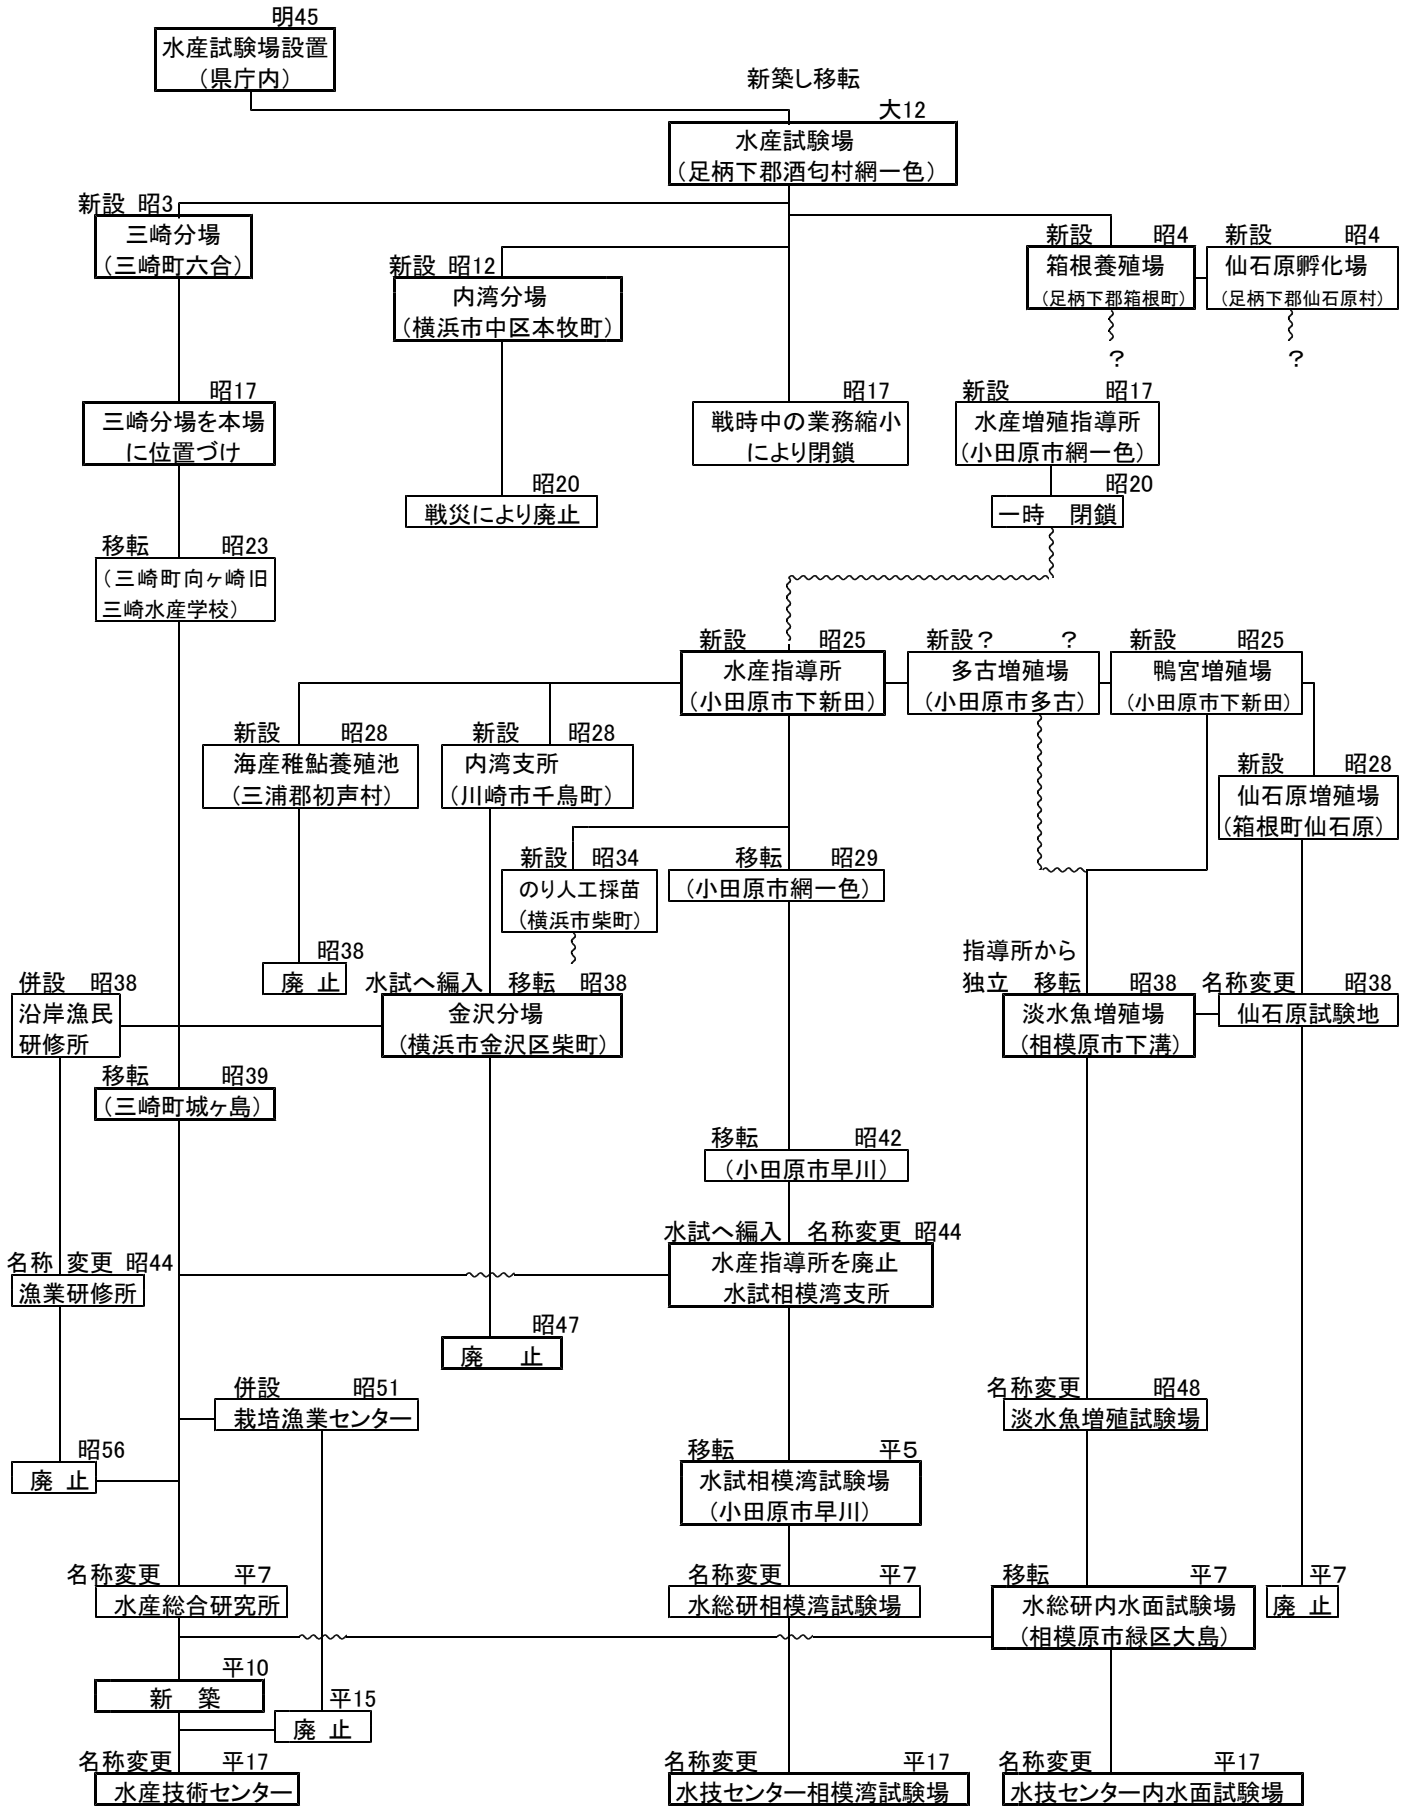 明45
水産試験場設置
（県庁内）
新築し移転
大12
水産試験場
（足柄下郡酒匂村網一色）
新設 昭3
三崎分場
（三崎町六合）
新設 昭12
内湾分場
（横浜市中区本牧町）
新設 昭4
箱根養殖場
（足柄下郡箱根町）
？
新設 昭4
仙石原孵化場
（足柄下郡仙石原村）
？
昭17
三崎分場を本場
に位置づけ
昭17
戦時中の業務縮小
により閉鎖
新設 昭17
水産増殖指導所
（小田原市網一色）
昭20
戦災により廃止
昭20
一時 閉鎖
移転 昭23
（三崎町向ヶ崎旧
三崎水産学校）
新設 昭25
水産指導所
（小田原市下新田）
新設？ ？
多古増殖場
（小田原市多古）
新設 昭25
鴨宮増殖場
（小田原市下新田）
新設 昭28
海産稚鮎養殖池
（三浦郡初声村）
新設 昭28
内湾支所
（川崎市千鳥町）
新設 昭28
仙石原増殖場
（箱根町仙石原）
新設 昭34
のり人工採苗
（横浜市柴町）
移転 昭29
（小田原市網一色）
昭38
廃 止
併設 昭38
沿岸漁民
研修所
水試へ編入 移転 昭38
金沢分場
（横浜市金沢区柴町）
指導所から
独立 移転 昭38
淡水魚増殖場
（相模原市下溝）
名称変更 昭38
仙石原試験地
移転 昭39
（三崎町城ヶ島）
移転 昭42
（小田原市早川）
水試へ編入 名称変更 昭44
水産指導所を廃止
水試相模湾支所
名称 変更 昭44
漁業研修所
昭47
廃 止
併設 昭51
栽培漁業センター
名称変更 昭48
淡水魚増殖試験場
昭56
廃 止
移転 平5
水試相模湾試験場
（小田原市早川）
名称変更 平7
水産総合研究所
名称変更 平7
水総研相模湾試験場
移転 平7
水総研内水面試験場
（相模原市緑区大島）
平7
廃 止
平10
新 築
平15
廃 止
名称変更 平17
水産技術センター
名称変更 平17
水技センター相模湾試験場
名称変更 平17
水技センター内水面試験場